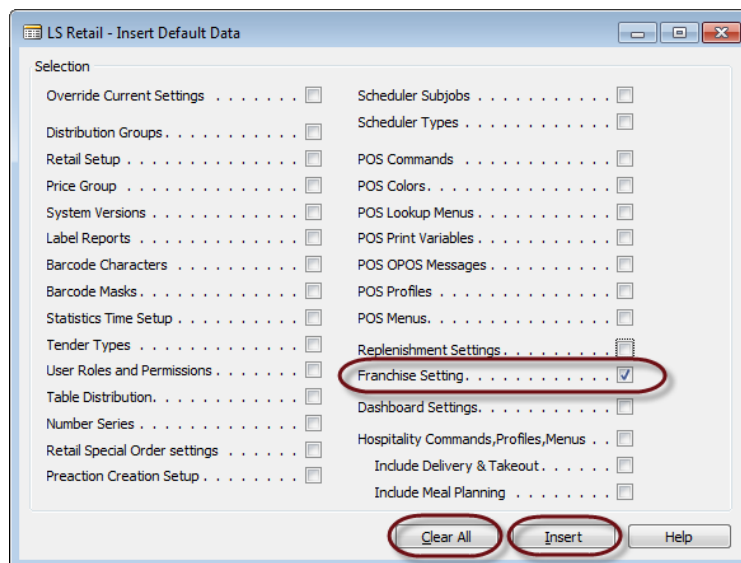 LS Retail - Insert Default Data
Selection
Override Current Settings
Distribution Groups
Retail Setup
Price Group
System Versions
Label Reports
Barcode Characters
Barcode Masks
Statistics Time Setup
Tender Types
User Roles and Permissions
Table Distribution
Number Series
Retail Special Order settings
Preaction Creation Setup
Scheduler Subjobs
Scheduler Types
POS Commands
POS Colors
POS Lookup Menus
POS Print Variables
POS OPOS Messages
POS Profiles
POS Menus
Replenishment Settings
Franchise Setting
Dashboard Settings
Hospitality Commands,Profiles,Menus
Include Delivery & Takeout
Include Meal Planning
Clear All Insert Help